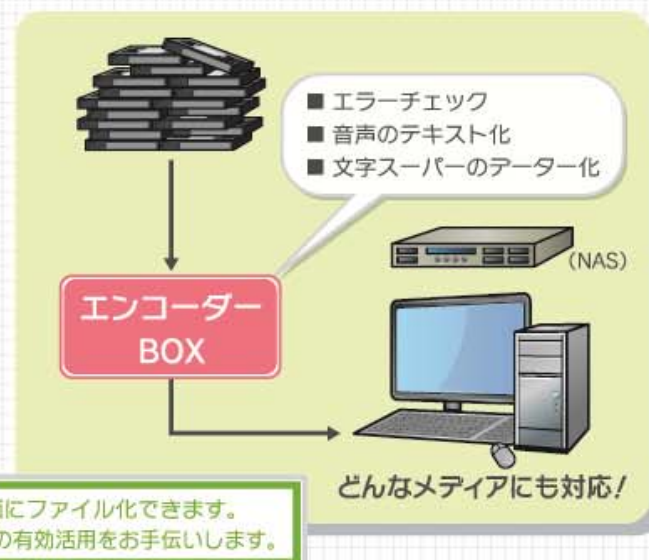 ■ エラーチェック
■ 音声のテキスト化
■ 文字スーパーのデーター化
(NAS)
エンコーダー
BOX
どんなメディアにも対応!
にファイル化できます。
の有効活用をお手伝いします。